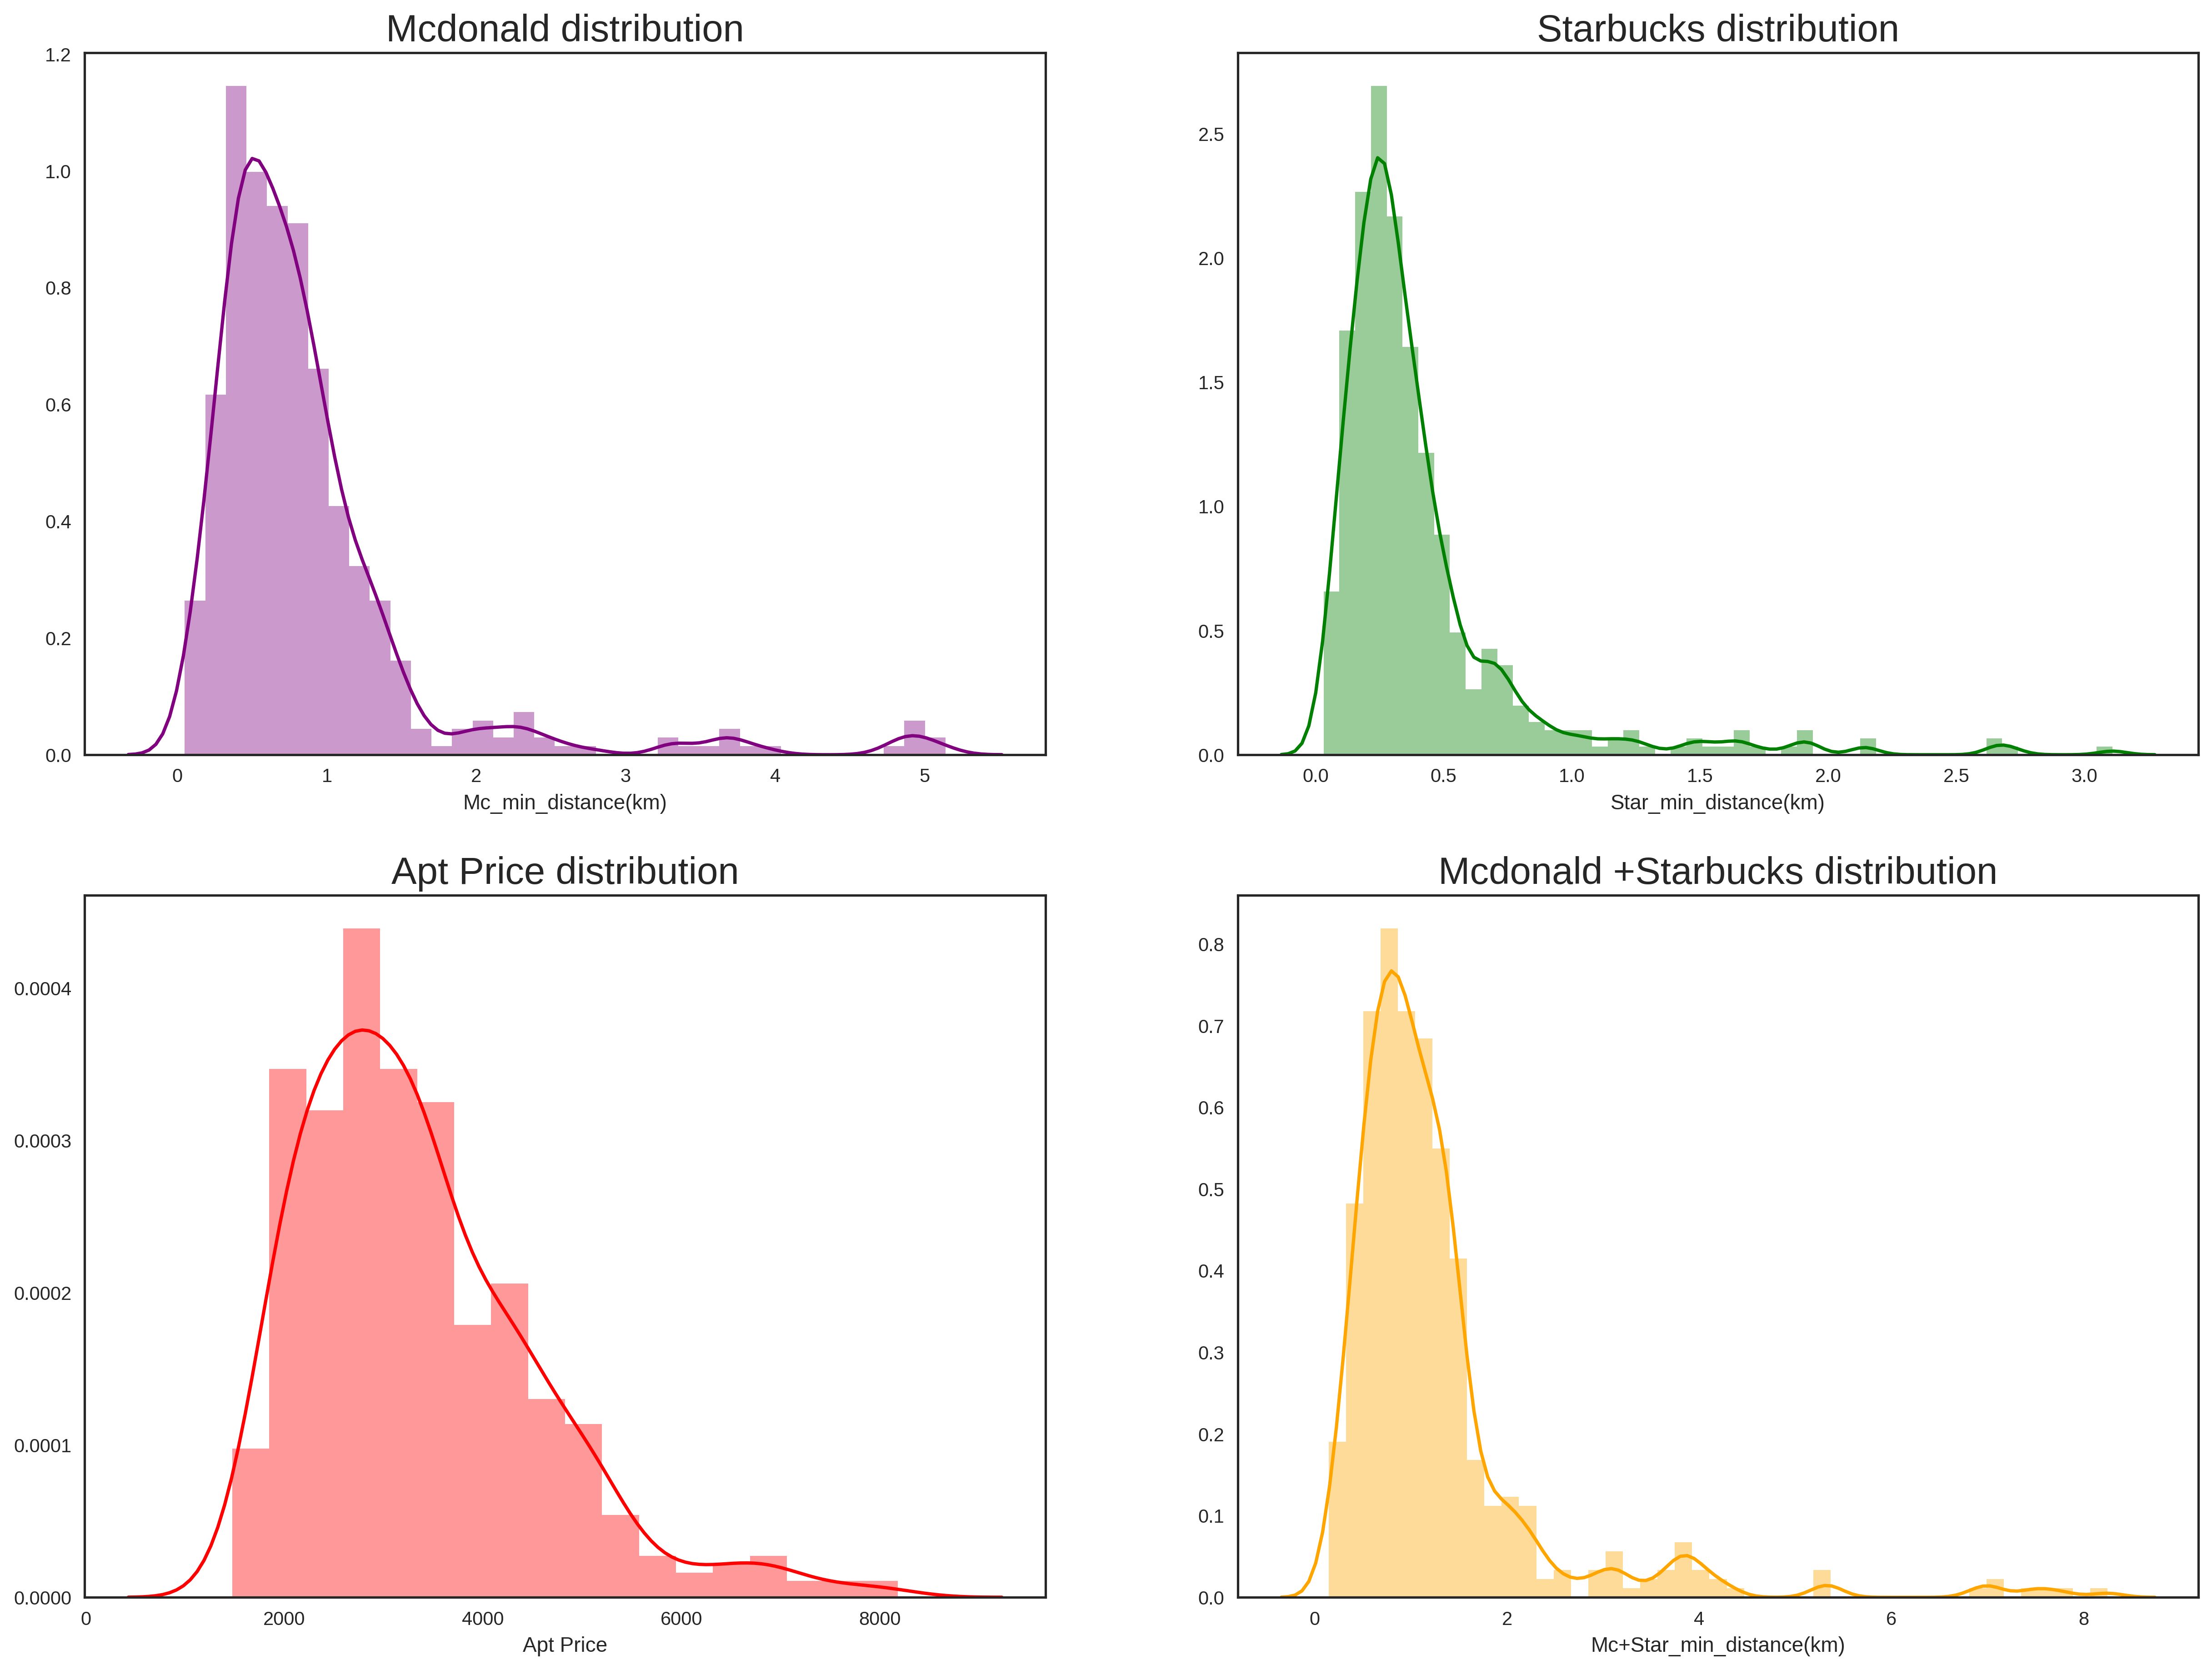 Mcdonald distribution
1.2
1.0
0.8
0.6
0.4
0.2
0.0
0 1 2 3 4 5
Mc_min_distance(km)
Starbucks distribution
2.5
2.0
1.5
1.0
0.5
0.0
0.0 0.5 1.0 1.5 2.0 2.5 3.0
Star_min_distance(km)
Apt Price distribution
0.0004
0.0003
0.0002
0.0001
0.0000
0 2000 4000 6000 8000
Apt Price
Mcdonald +Starbucks distribution
0.8
0.7
0.6
0.5
0.4
0.3
0.2
0.1
0.0
0 2 4 6 8
Mc+Star_min_distance(km)